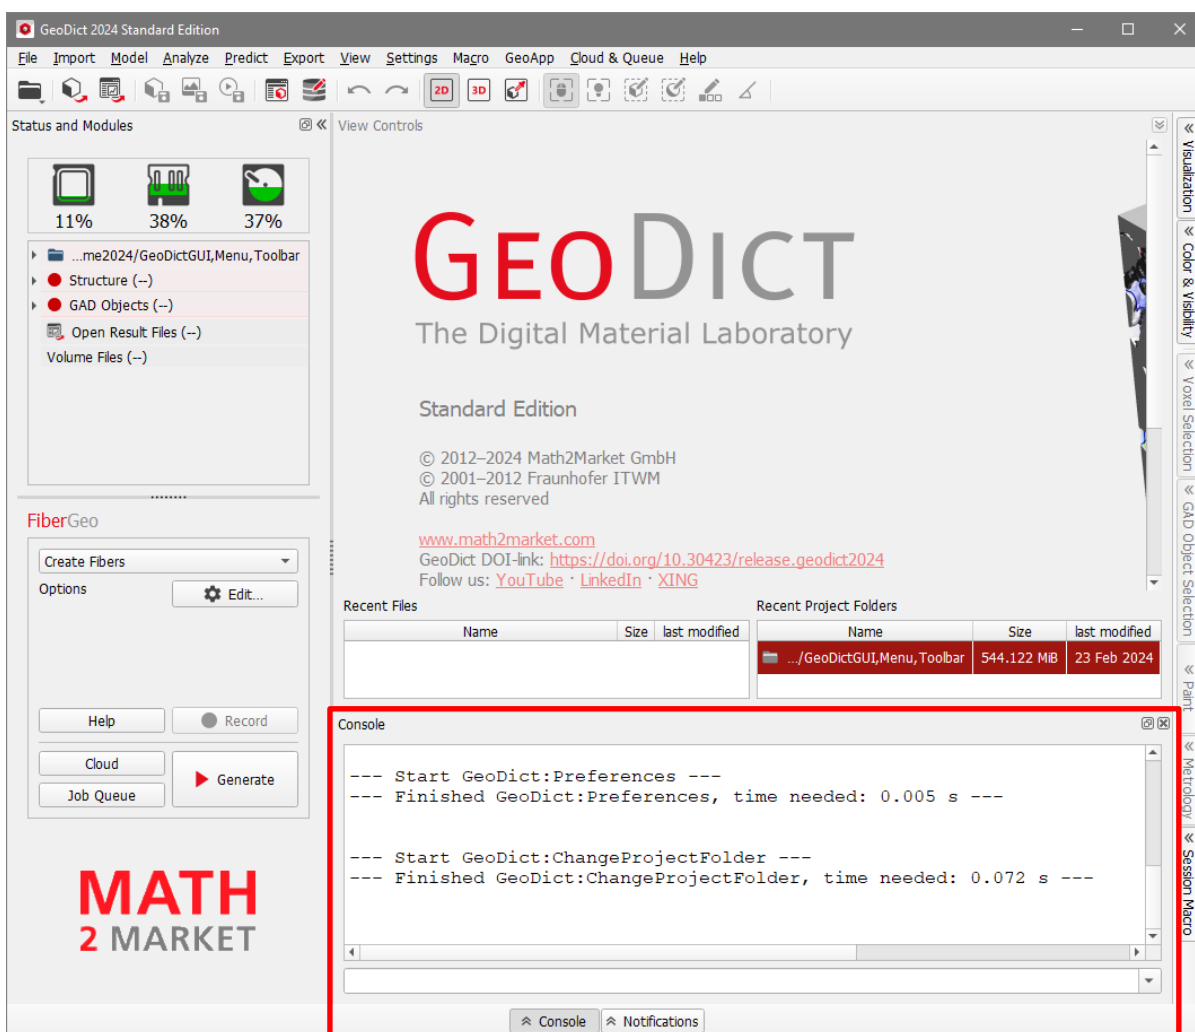 GeoDict 2024 Standard Edition
File Import Model Analyze Predict Export View Settings Macro GeoApp Cloud & Queue Help
2D 3D
Status and Modules
11% 38% 37%
...me2024/GeoDictGUI,Menu,Toolbar
Structure (--)
GAD Objects (--)
Open Result Files (--)
Volume Files (--)
FiberGeo
Create Fibers
Options Edit...
Help Record
Cloud
Job Queue
Generate
MATH
2 MARKET
View Controls
GEODICT
The Digital Material Laboratory
Standard Edition
© 2012–2024 Math2Market GmbH
© 2001–2012 Fraunhofer ITWM
All rights reserved
www.math2market.com
GeoDict DOI-link: https://doi.org/10.30423/release.geodict2024
Follow us: YouTube · LinkedIn · XING
Recent Files
Name Size last modified
Recent Project Folders
Name Size last modified
.../GeoDictGUI,Menu,Toolbar 544.122 MiB 23 Feb 2024
Console
--- Start GeoDict:Preferences ---
--- Finished GeoDict:Preferences, time needed: 0.005 s ---
--- Start GeoDict:ChangeProjectFolder ---
--- Finished GeoDict:ChangeProjectFolder, time needed: 0.072 s ---
Console Notifications
Visualization
Color & Visibility
Voxel Selection
GAD Object Selection
Paint
Metrology
Session Macro